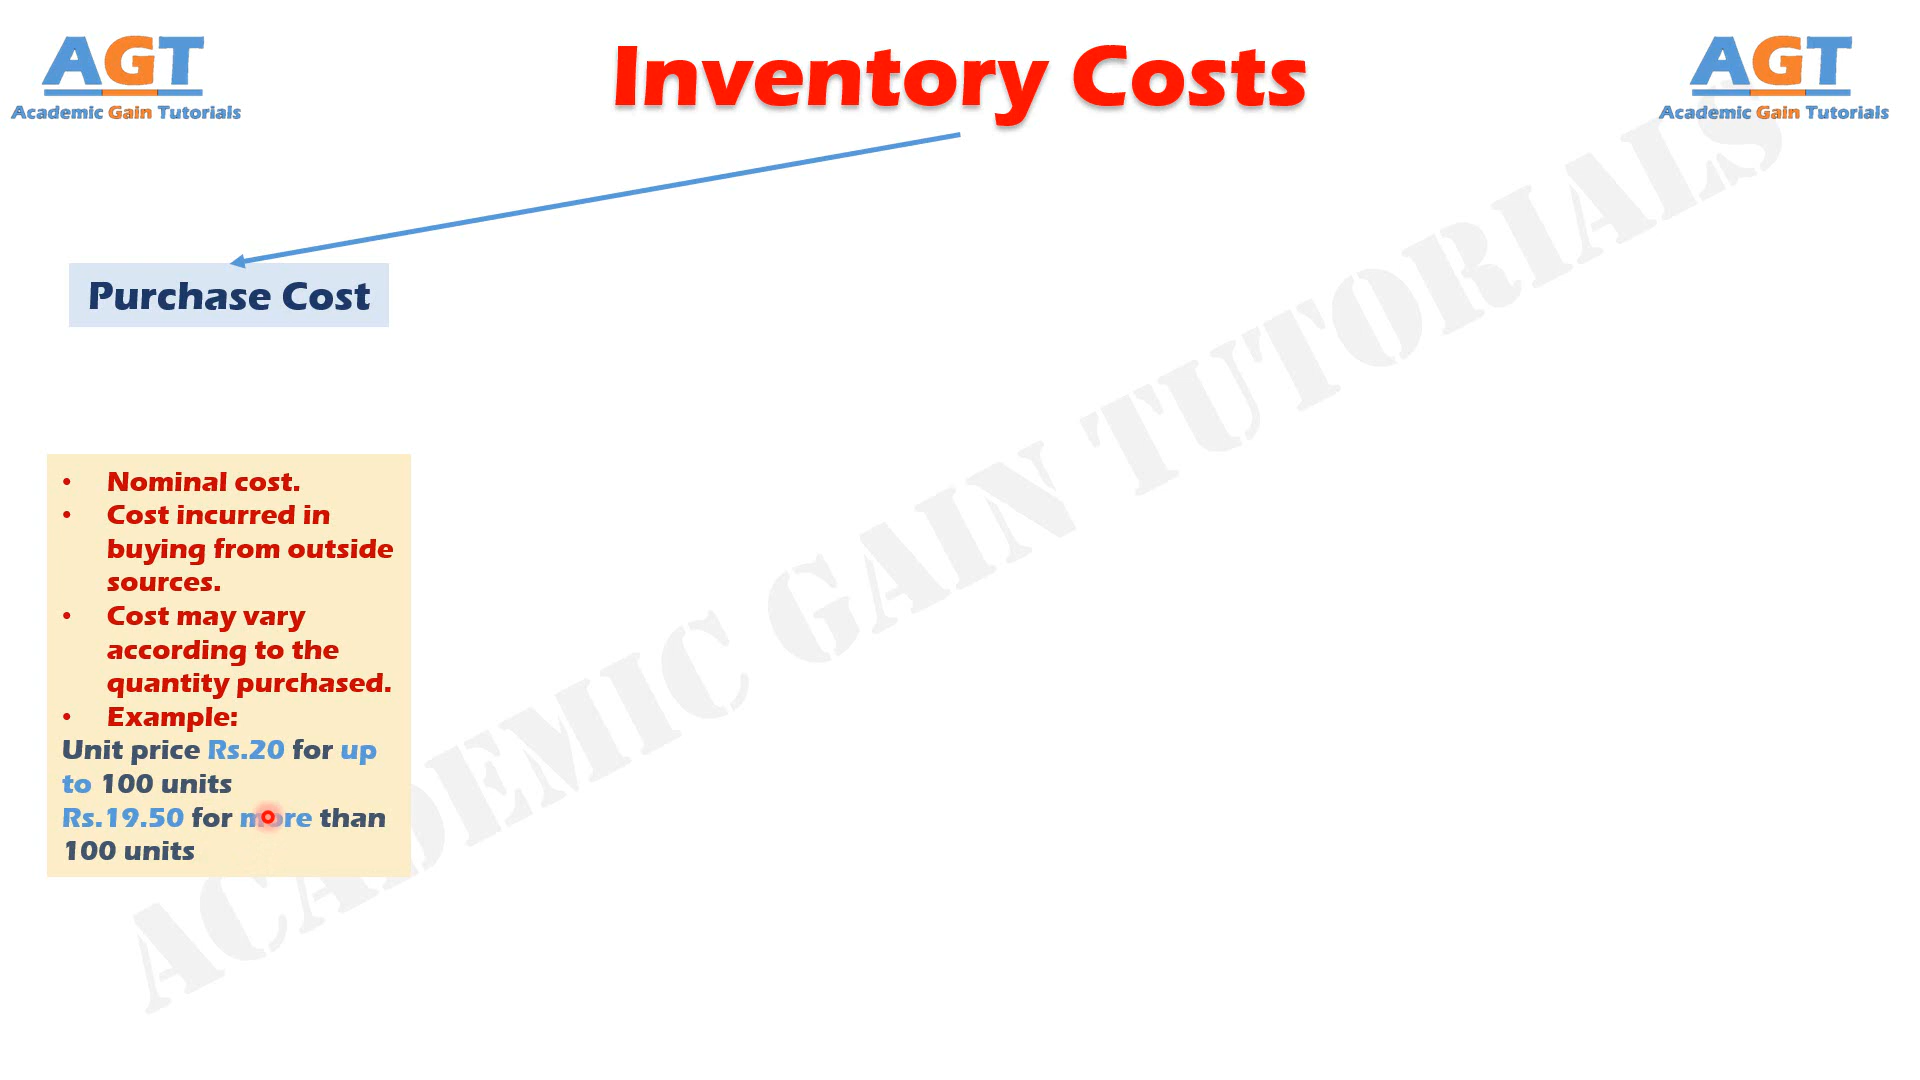 AGT
Academic Gain Tutorials
Inventory Costs
AGT
Academic Gain Tutorials
Purchase Cost
• Nominal cost.
• Cost incurred in
buying from outside
sources.
• Cost may vary
according to the
quantity purchased.
• Example:
Unit price Rs.20 for up
to 100 units
Rs.19.50 for more than
100 units
ACADEMIC GAIN TUTORIALS